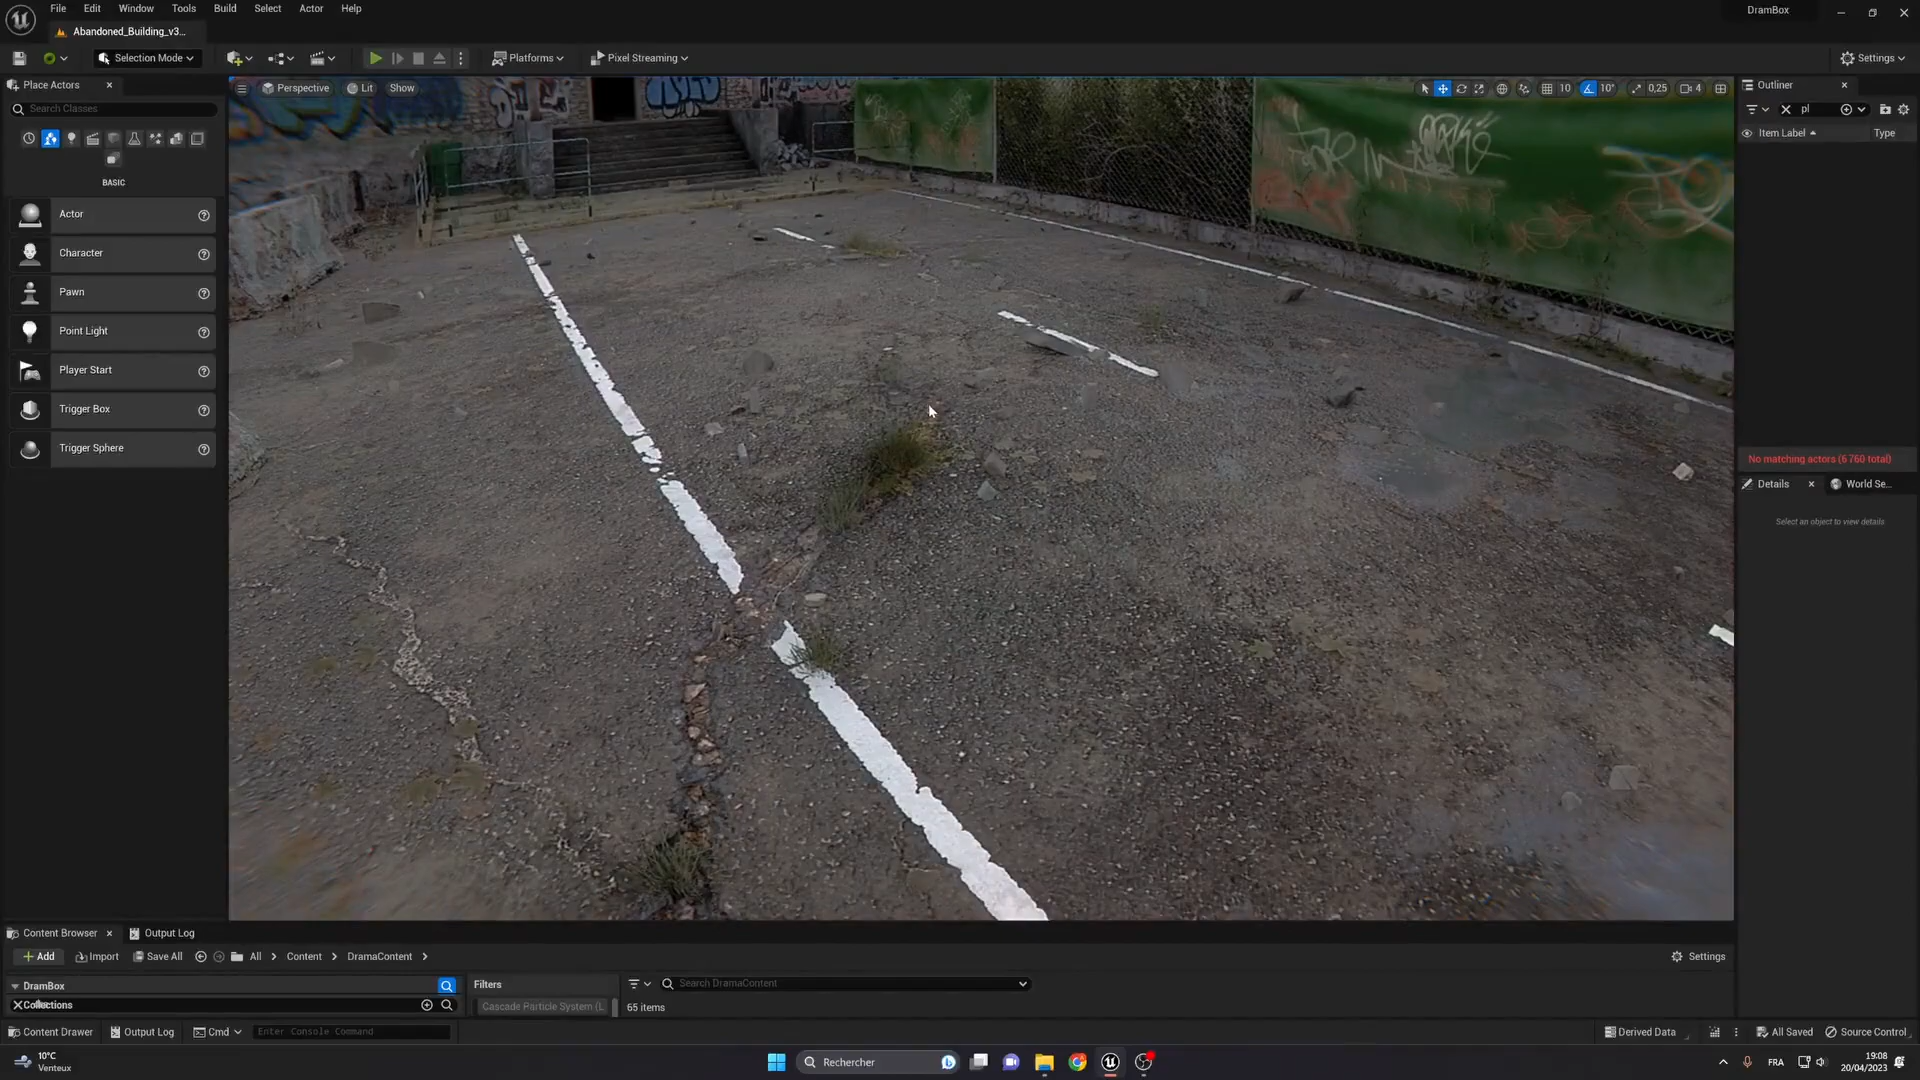 File Edit Window Tools Build Select Actor Help
DramBox
Abandoned_Building_v3...
Selection Mode
Platforms
Pixel Streaming
Settings
Place Actors
Search Classes
BASIC
Actor
Character
Pawn
Point Light
Player Start
Trigger Box
Trigger Sphere
Perspective
Lit
Show
10
10°
0,25
4
Outliner
pl
Item Label
Type
No matching actors (6 760 total)
Details
World Se...
Select an object to view details
Content Browser
Output Log
Add
Import
Save All
All
Content
DramaContent
Settings
DramBox
Collections
Filters
Cascade Particle System (L
Search DramaContent
65 items
Content Drawer
Output Log
Cmd
Enter Console Command
Derived Data
All Saved
Source Control
10°C
Venteux
Rechercher
FRA
19:08
20/04/2023